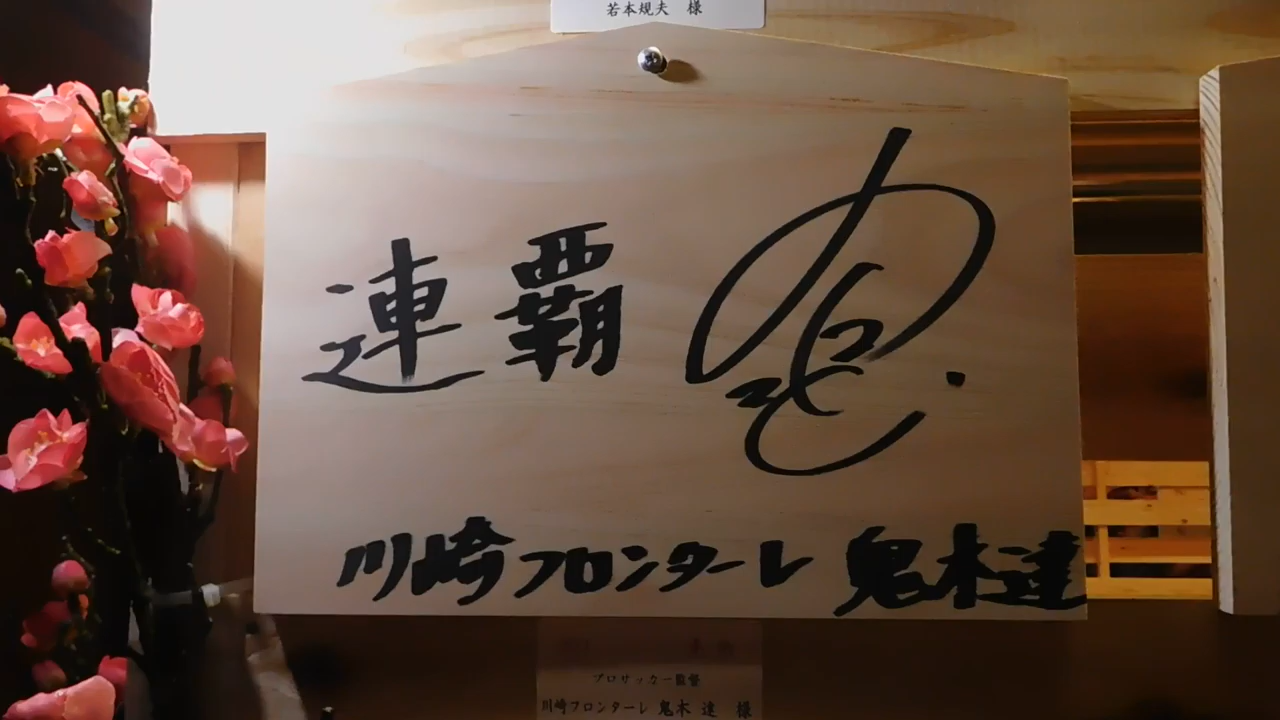 若本規夫 様
連覇
川崎フロンターレ 鬼木達
プロサッカー監督
川崎フロンターレ 鬼木 達 様